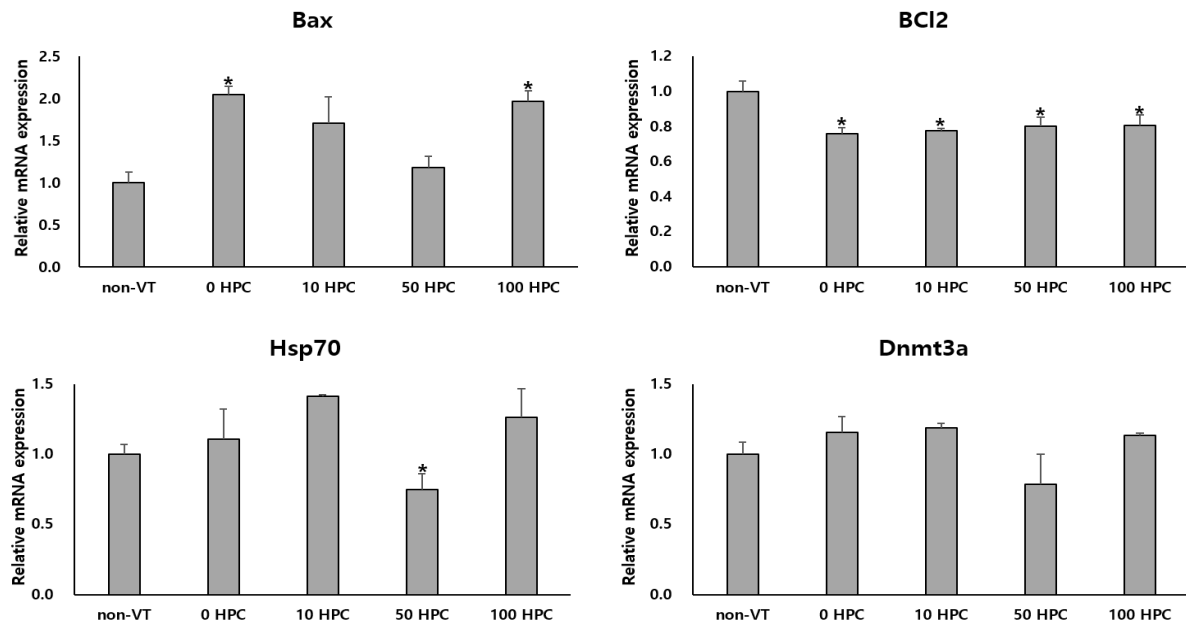 Bax
Relative mRNA expression
2.5
2.0
1.5
1.0
0.5
0.0
*
*
non-VT 0 HPC 10 HPC 50 HPC 100 HPC
BCl2
Relative mRNA expression
1.2
1.0
0.8
0.6
0.4
0.2
0.0
* * * *
non-VT 0 HPC 10 HPC 50 HPC 100 HPC
Hsp70
Relative mRNA expression
1.5
1.0
0.5
0.0
*
non-VT 0 HPC 10 HPC 50 HPC 100 HPC
Dnmt3a
Relative mRNA expression
1.5
1.0
0.5
0.0
non-VT 0 HPC 10 HPC 50 HPC 100 HPC